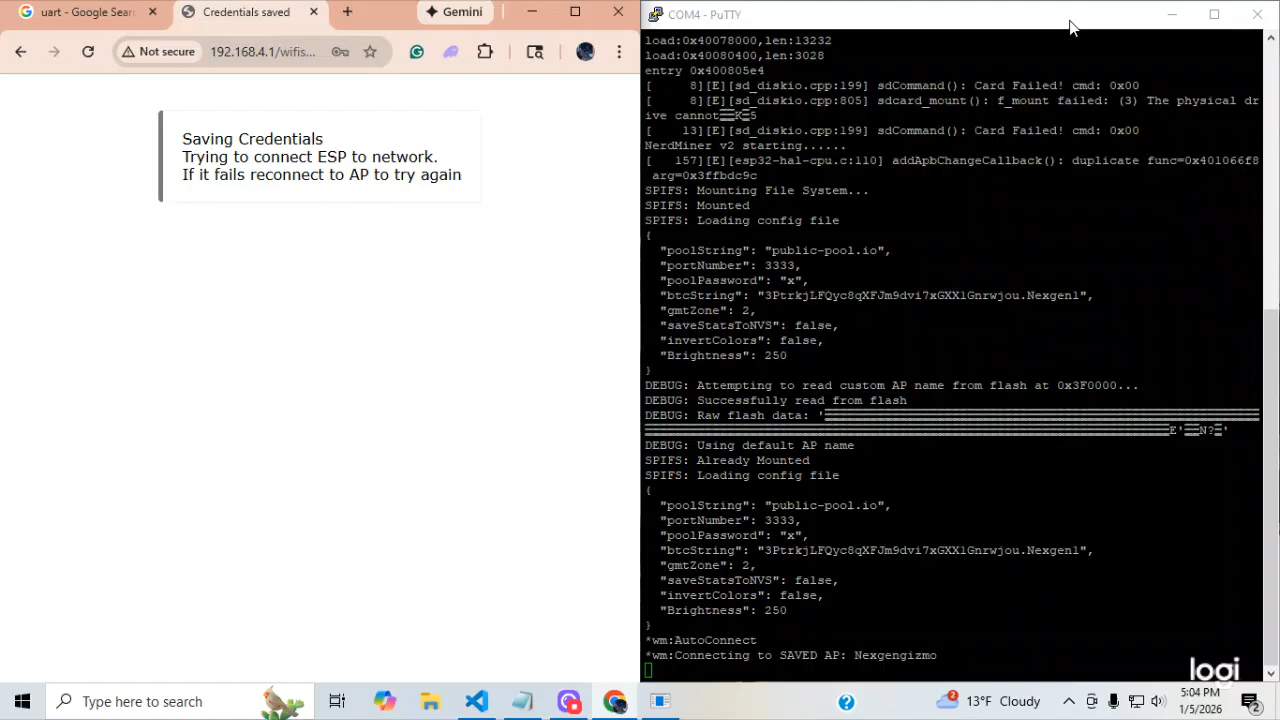 uart - Google Search
Credentials saved
Gemini
Not secure
192.168.4.1/wifis...
Saving Credentials
Trying to connect ESP to network.
If it fails reconnect to AP to try again
COM4 - PuTTY
load:0x40078000,len:13232
load:0x40080400,len:3028
entry 0x400805e4
[     8][E][sd_diskio.cpp:199] sdCommand(): Card Failed! cmd: 0x00
[     8][E][sd_diskio.cpp:805] sdcard_mount(): f_mount failed: (3) The physical dr
ive cannot K 5
[    13][E][sd_diskio.cpp:199] sdCommand(): Card Failed! cmd: 0x00
NerdMiner v2 starting......
[   157][E][esp32-hal-cpu.c:110] addApbChangeCallback(): duplicate func=0x401066f8
 arg=0x3ffbdc9c
SPIFS: Mounting File System...
SPIFS: Mounted
SPIFS: Loading config file
{
  "poolString": "public-pool.io",
  "portNumber": 3333,
  "poolPassword": "x",
  "btcString": "3PtrkjLFQyc8qXFJm9dvi7xGXX1Gnrwjou.Nexgen1",
  "gmtZone": 2,
  "saveStatsToNVS": false,
  "invertColors": false,
  "Brightness": 250
}
DEBUG: Attempting to read custom AP name from flash at 0x3F0000...
DEBUG: Successfully read from flash
DEBUG: Raw flash data: '
E' N? '
DEBUG: Using default AP name
SPIFS: Already Mounted
SPIFS: Loading config file
{
  "poolString": "public-pool.io",
  "portNumber": 3333,
  "poolPassword": "x",
  "btcString": "3PtrkjLFQyc8qXFJm9dvi7xGXX1Gnrwjou.Nexgen1",
  "gmtZone": 2,
  "saveStatsToNVS": false,
  "invertColors": false,
  "Brightness": 250
}
*wm:AutoConnect
*wm:Connecting to SAVED AP: Nexgengizmo
logi
Type here to search
2
13°F Cloudy
5:04 PM
1/5/2026
2